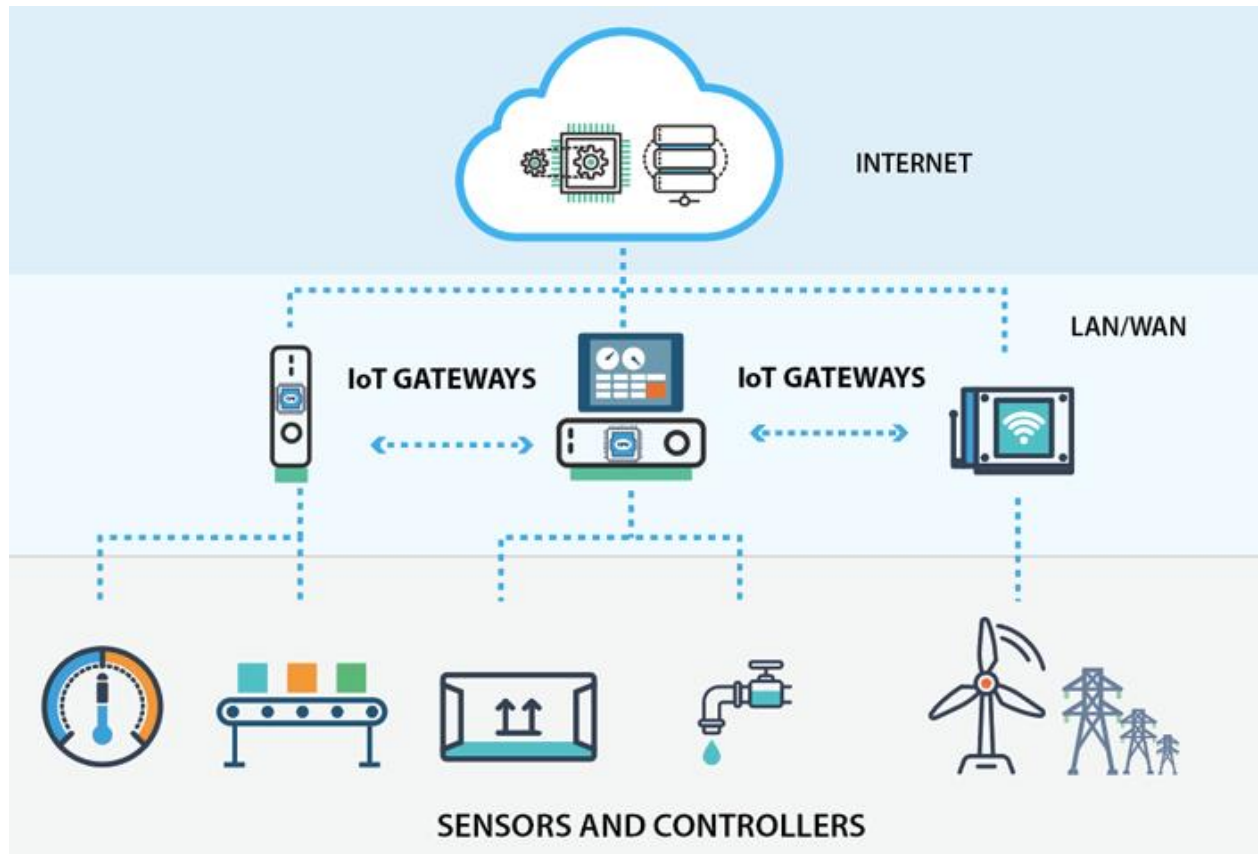 INTERNET
LAN/WAN
IoT GATEWAYS
IoT GATEWAYS
SENSORS AND CONTROLLERS